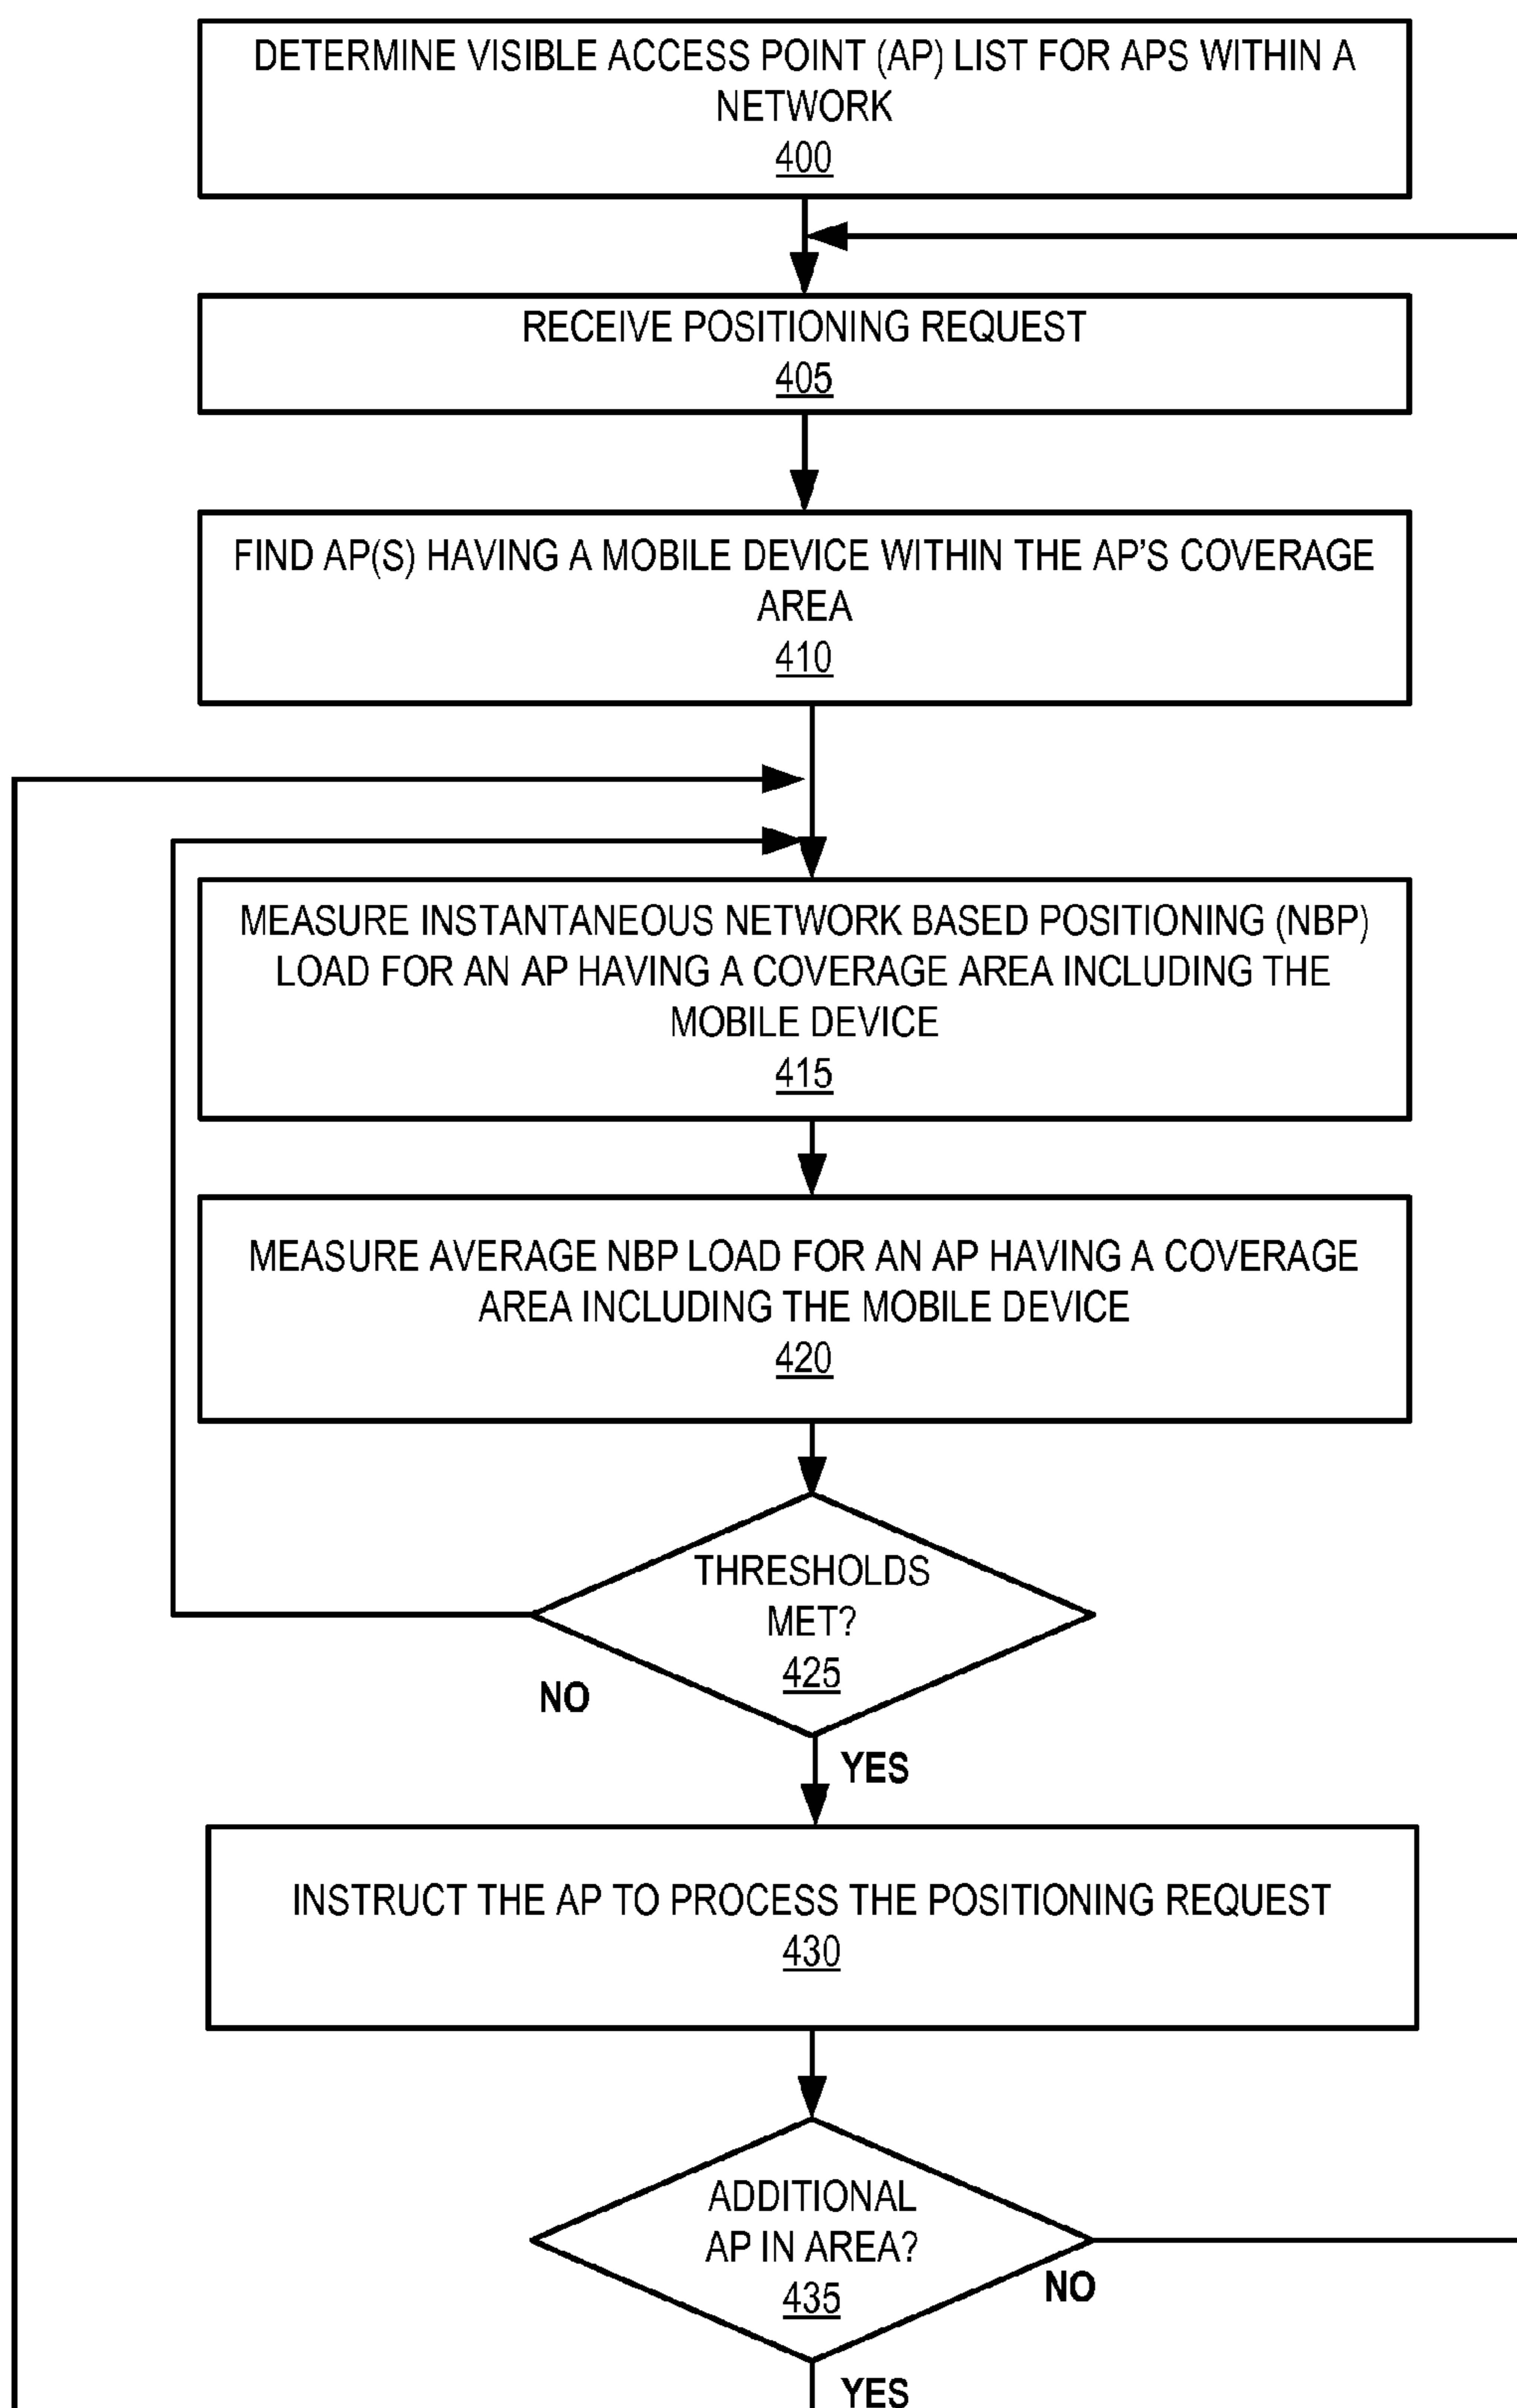 DETERMINE VISIBLE ACCESS POINT (AP) LIST FOR APS WITHIN A
NETWORK
400
RECEIVE POSITIONING REQUEST
405
FIND AP(S) HAVING A MOBILE DEVICE WITHIN THE AP'S COVERAGE
AREA
410
MEASURE INSTANTANEOUS NETWORK BASED POSITIONING (NBP)
LOAD FOR AN AP HAVING A COVERAGE AREA INCLUDING THE
MOBILE DEVICE
415
MEASURE AVERAGE NBP LOAD FOR AN AP HAVING A COVERAGE
AREA INCLUDING THE MOBILE DEVICE
420
THRESHOLDS
MET?
425
NO
YES
INSTRUCT THE AP TO PROCESS THE POSITIONING REQUEST
430
ADDITIONAL
AP IN AREA?
435
NO
YES